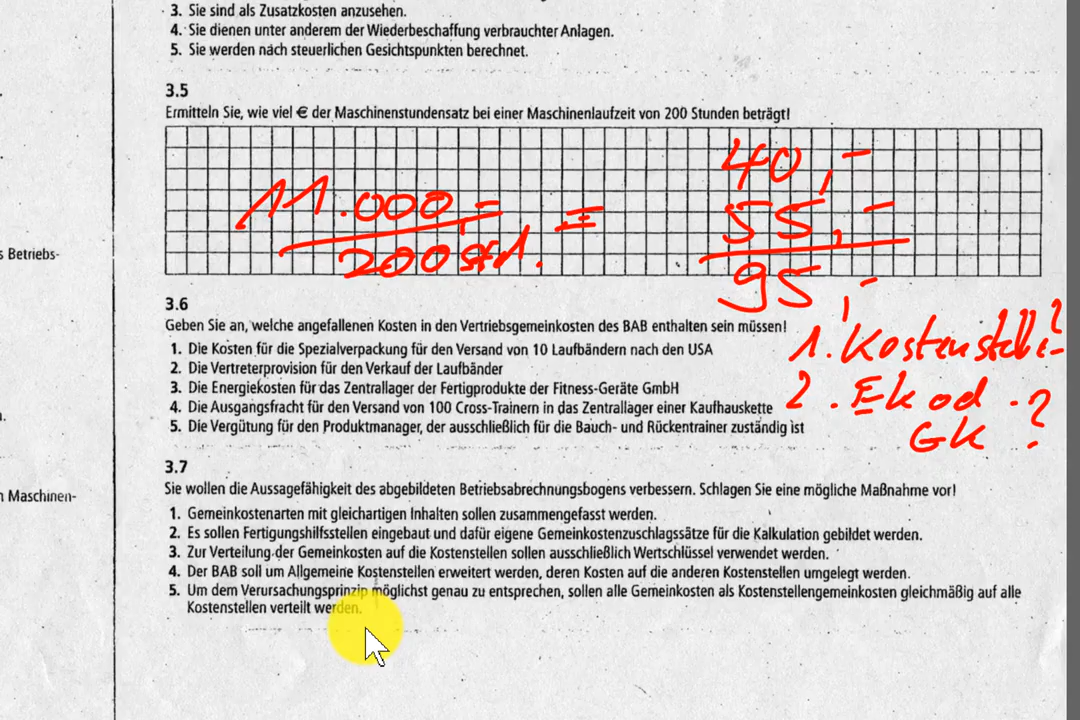 3. Sie sind als Zusatzkosten anzusehen.
4. Sie dienen unter anderem der Wiederbeschaffung verbrauchter Anlagen.
5. Sie werden nach steuerlichen Gesichtspunkten berechnet.
3.5
Ermitteln Sie, wie viel € der Maschinenstundensatz bei einer Maschinenlaufzeit von 200 Stunden beträgt!
40,-
11.000,- =
55,-
200 Std.
95,-
s Betriebs-
3.6
Geben Sie an, welche angefallenen Kosten in den Vertriebsgemeinkosten des BAB enthalten sein müssen!
1. Die Kosten für die Spezialverpackung für den Versand von 10 Laufbändern nach den USA
2. Die Vertreterprovision für den Verkauf der Laufbänder
3. Die Energiekosten für das Zentrallager der Fertigprodukte der Fitness-Geräte GmbH
4. Die Ausgangsfracht für den Versand von 100 Cross-Trainern in das Zentrallager einer Kaufhauskette
5. Die Vergütung für den Produktmanager, der ausschließlich für die Bauch- und Rückentrainer zuständig ist
1. Kostenstelle?
2. Ek od. ?
Gk ?
3.7
Sie wollen die Aussagefähigkeit des abgebildeten Betriebsabrechnungsbogens verbessern. Schlagen Sie eine mögliche Maßnahme vor!
n Maschinen-
1. Gemeinkostenarten mit gleichartigen Inhalten sollen zusammengefasst werden.
2. Es sollen Fertigungshilfsstellen eingebaut und dafür eigene Gemeinkostenzuschlagssätze für die Kalkulation gebildet werden.
3. Zur Verteilung der Gemeinkosten auf die Kostenstellen sollen ausschließlich Wertschlüssel verwendet werden.
4. Der BAB soll um Allgemeine Kostenstellen erweitert werden, deren Kosten auf die anderen Kostenstellen umgelegt werden.
5. Um dem Verursachungsprinzip möglichst genau zu entsprechen, sollen alle Gemeinkosten als Kostenstellengemeinkosten gleichmäßig auf alle
Kostenstellen verteilt werden.